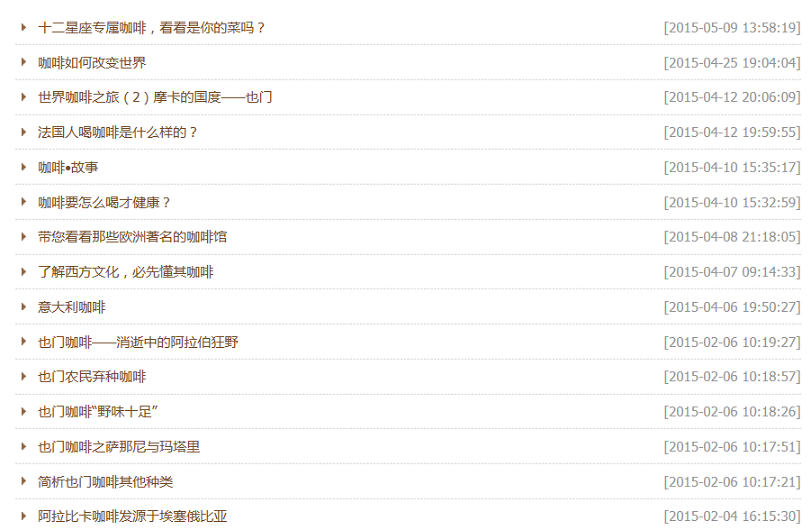 十二星座专属咖啡，看看是你的菜吗？ [2015-05-09 13:58:19]
咖啡如何改变世界 [2015-04-25 19:04:04]
世界咖啡之旅（2）摩卡的国度——也门 [2015-04-12 20:06:09]
法国人喝咖啡是什么样的？ [2015-04-12 19:59:55]
咖啡•故事 [2015-04-10 15:35:17]
咖啡要怎么喝才健康？ [2015-04-10 15:32:59]
带您看看那些欧洲著名的咖啡馆 [2015-04-08 21:18:05]
了解西方文化，必先懂其咖啡 [2015-04-07 09:14:33]
意大利咖啡 [2015-04-06 19:50:27]
也门咖啡——消逝中的阿拉伯狂野 [2015-02-06 10:19:27]
也门农民弃种咖啡 [2015-02-06 10:18:57]
也门咖啡“野味十足” [2015-02-06 10:18:26]
也门咖啡之萨那尼与玛塔里 [2015-02-06 10:17:51]
简析也门咖啡其他种类 [2015-02-06 10:17:21]
阿拉比卡咖啡发源于埃塞俄比亚 [2015-02-04 16:15:30]